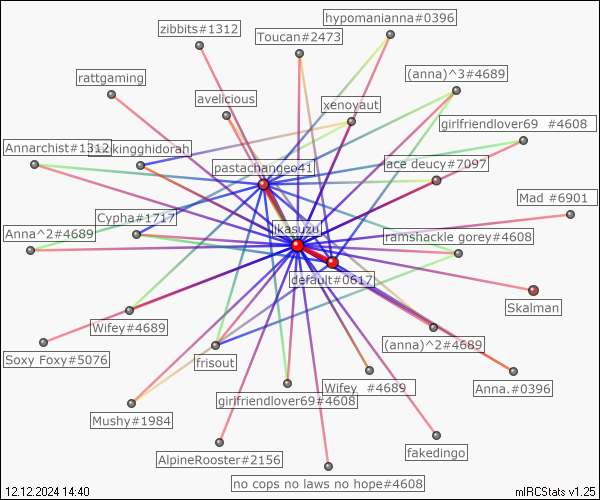 hypomanianna#0396
zibbits#1312
Toucan#2473
(anna)^3#4689
rattgaming
avelicious
xenoyaut
girlfriendlover69 #4608
Annarchist#1312
kingghidorah
pastachangeo41
ace deucy#7097
Mad #6901
Cypha#1717
Anna^2#4689
likasuzu
ramshackle gorey#4608
default#0617
Skalman
Wifey#4689
(anna)^2#4689
Soxy Foxy#5076
frisout
Wifey #4689
Anna.#0396
girlfriendlover69#4608
Mushy#1984
fakedingo
AlpineRooster#2156
no cops no laws no hope#4608
12.12.2024 14:40
mIRCStats v1.25